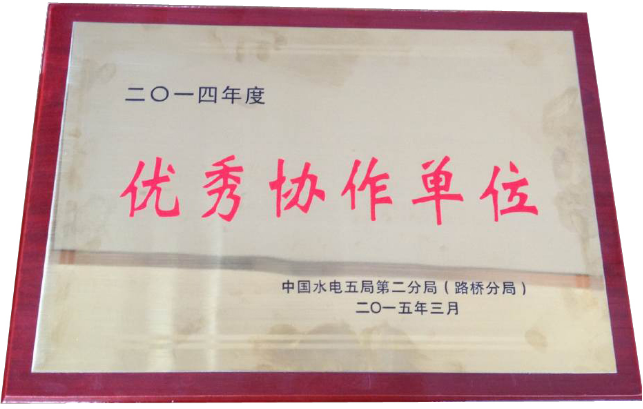 二〇一四年度
优秀协作单位
中国水电五局第二分局（路桥分局）
二〇一五年三月